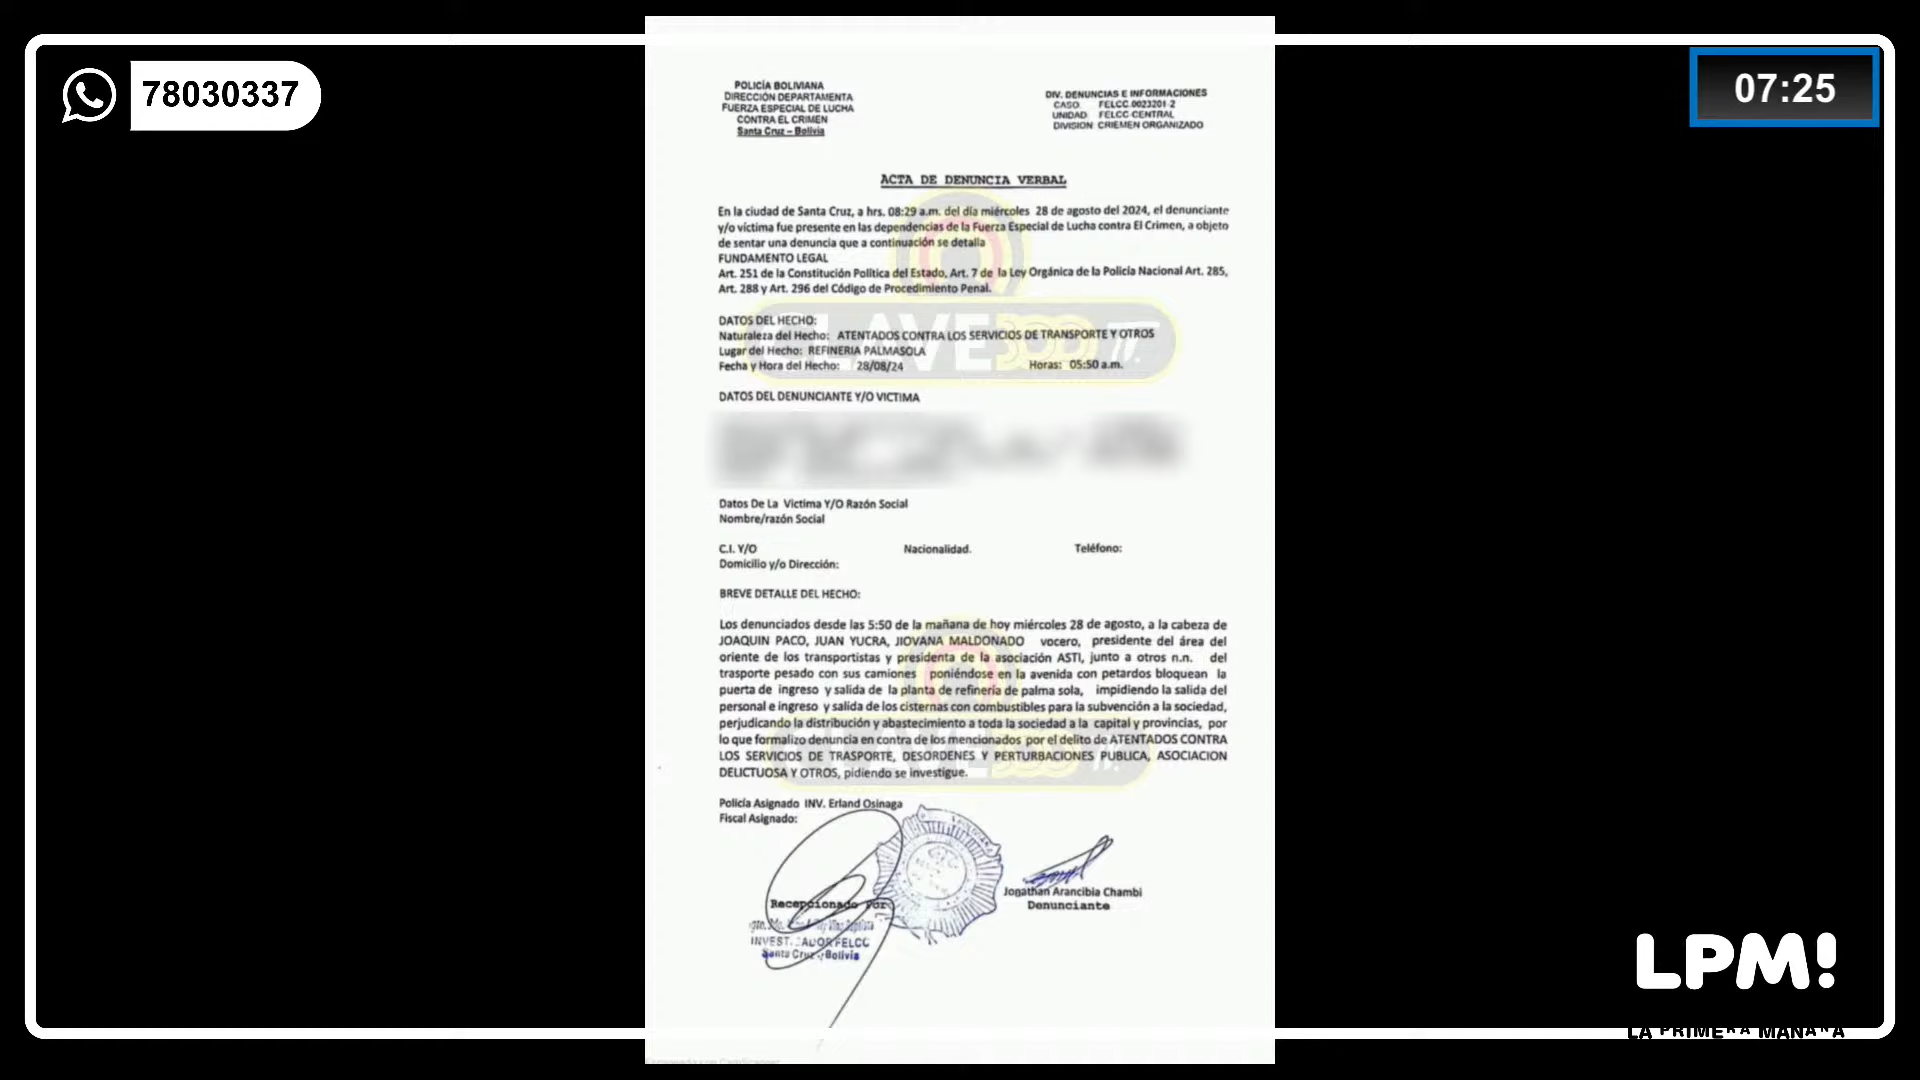 78030337
07:25
POLICÍA BOLIVIANA
DIRECCIÓN DEPARTAMENTA
FUERZA ESPECIAL DE LUCHA
CONTRA EL CRIMEN
Santa Cruz – Bolivia
DIV. DENUNCIAS E INFORMACIONES
CASO. FELCC.0023201-2
UNIDAD FELCC-CENTRAL
DIVISION CRIEMEN ORGANIZADO
ACTA DE DENUNCIA VERBAL
En la ciudad de Santa Cruz, a hrs. 08:29 a.m. del día miércoles 28 de agosto del 2024, el denunciante
y/o víctima fue presente en las dependencias de la Fuerza Especial de Lucha contra El Crimen, a objeto
de sentar una denuncia que a continuación se detalla
FUNDAMENTO LEGAL
Art. 251 de la Constitución Política del Estado, Art. 7 de la Ley Orgánica de la Policía Nacional Art. 285,
Art. 288 y Art. 296 del Código de Procedimiento Penal.
DATOS DEL HECHO:
Naturaleza del Hecho: ATENTADOS CONTRA LOS SERVICIOS DE TRANSPORTE Y OTROS
Lugar del Hecho: REFINERIA PALMASOLA
Fecha y Hora del Hecho: 28/08/24 Horas: 05:50 a.m.
CLAVE300 TV.
DATOS DEL DENUNCIANTE Y/O VICTIMA
Datos De La Victima Y/O Razón Social
Nombre/razón Social
C.I. Y/O Nacionalidad. Teléfono:
Domicilio y/o Dirección:
BREVE DETALLE DEL HECHO:
Los denunciados desde las 5:50 de la mañana de hoy miércoles 28 de agosto, a la cabeza de
JOAQUIN PACO, JUAN YUCRA, JIOVANA MALDONADO vocero, presidente del área del
oriente de los transportistas y presidenta de la asociación ASTI, junto a otros n.n. del
trasporte pesado con sus camiones poniéndose en la avenida con petardos bloquean la
puerta de ingreso y salida de la planta de refinería de palma sola, impidiendo la salida del
personal e ingreso y salida de los cisternas con combustibles para la subvención a la sociedad,
perjudicando la distribución y abastecimiento a toda la sociedad a la capital y provincias, por
lo que formalizo denuncia en contra de los mencionados por el delito de ATENTADOS CONTRA
LOS SERVICIOS DE TRASPORTE, DESORDENES Y PERTURBACIONES PUBLICA, ASOCIACION
DELICTUOSA Y OTROS, pidiendo se investigue.
CLAVE300 TV.
Policía Asignado INV. Erland Osinaga
Fiscal Asignado:
Recepcionado por
INVESTIGADOR FELCC
Santa Cruz - Bolivia
Jonathan Arancibia Chambi
Denunciante
LPM!
LA PRIMERA MAÑANA